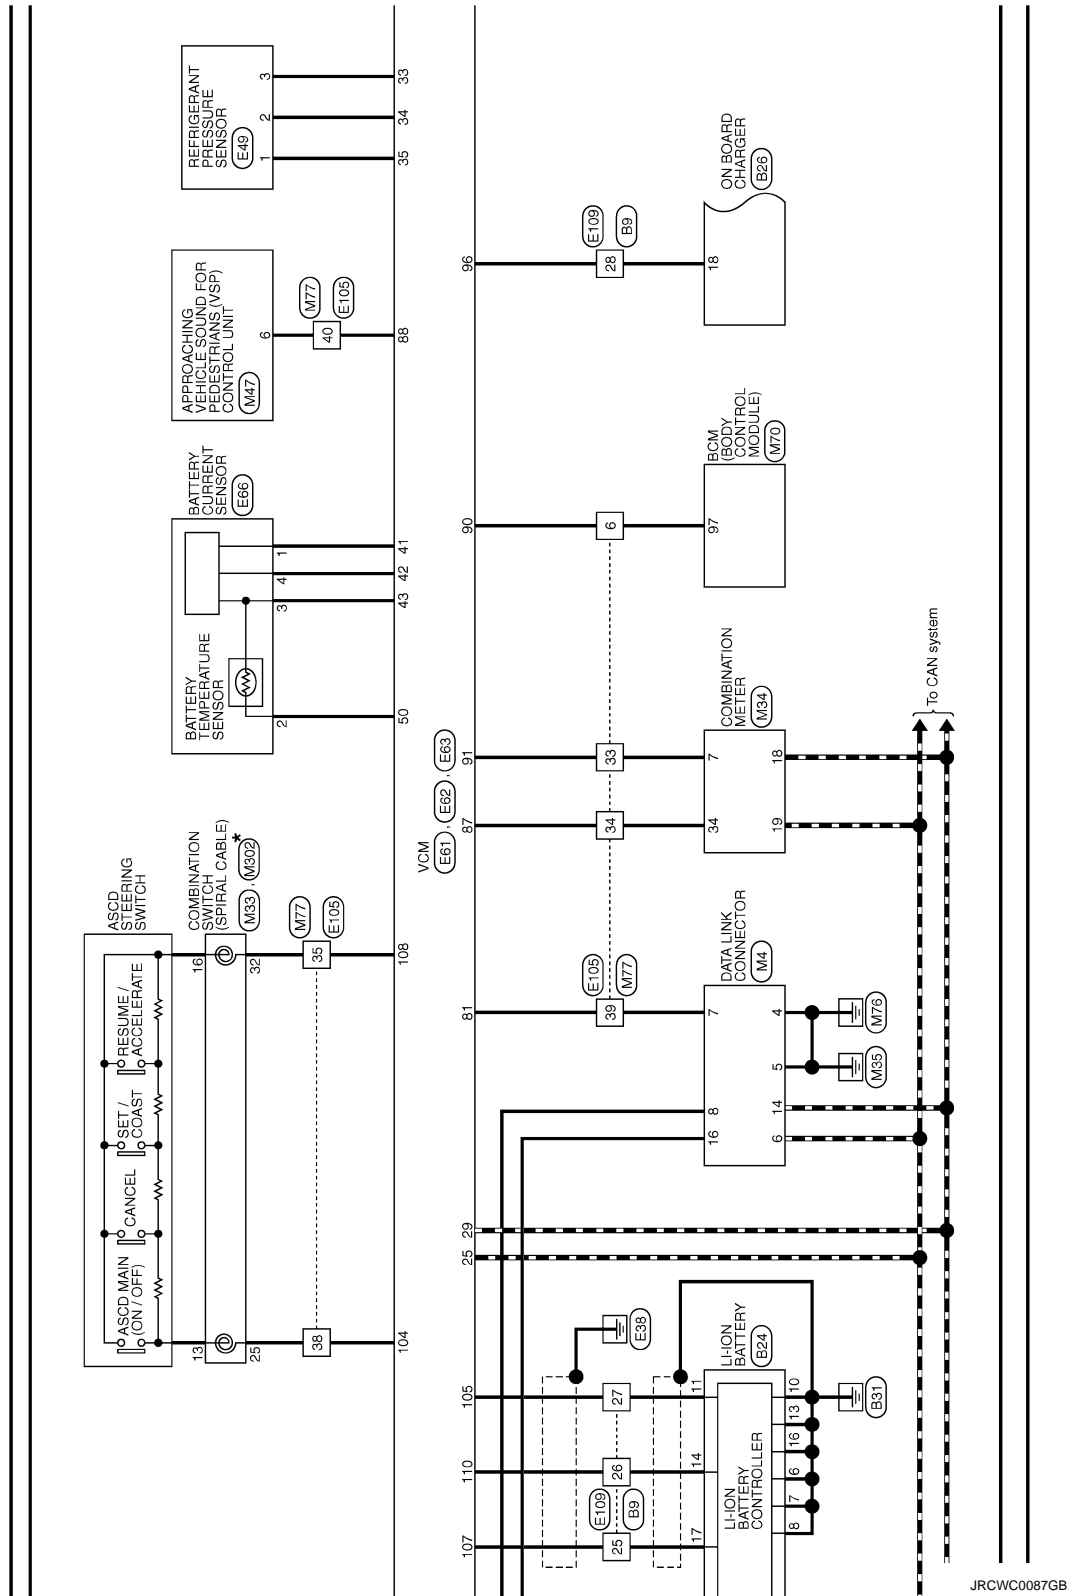 REFRIGERANT
PRESSURE
SENSOR
E49
3
2
1
33
34
35
APPROACHING
VEHICLE SOUND FOR
PEDESTRIANS (VSP)
CONTROL UNIT
M47
6
M77
40
E105
88
BATTERY
CURRENT
SENSOR
E66
1
4
3
41
42
43
BATTERY
TEMPERATURE
SENSOR
2
50
ASCD
STEERING
SWITCH
RESUME /
ACCELERATE
SET /
COAST
CANCEL
ASCD MAIN
(ON / OFF)
COMBINATION
SWITCH
(SPIRAL CABLE)
M33 , M302 *
16
32
13
25
M77
35
E105
108
38
104
VCM
E61 , E62 , E63
96
E109
28
B9
18
ON BOARD
CHARGER
B26
90
6
97
BCM
(BODY
CONTROL
MODULE)
M70
91
33
7
87
34
34
COMBINATION
METER
M34
18
19
To CAN system
81
E105
39
M77
7
DATA LINK
CONNECTOR
M4
8
16
4
5
14
6
M76
M35
29
25
E38
105
27
11
110
26
14
E109
B9
107
25
17
LI-ION
BATTERY
B24
LI-ION
BATTERY
CONTROLLER
10
13
16
6
7
8
B31
JRCWC0087GB